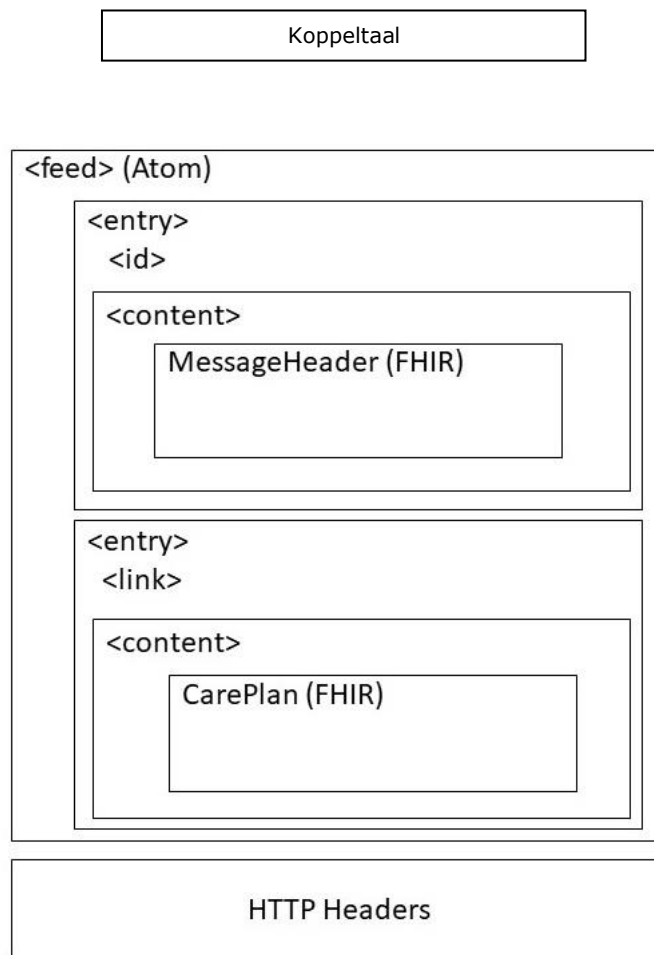 Koppeltaal
<feed> (Atom)
<entry>
<id>
<content>
MessageHeader (FHIR)
<entry>
<link>
<content>
CarePlan (FHIR)
HTTP Headers